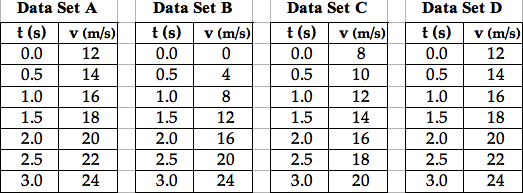 Data Set A Data Set B Data Set C Data Set D
t (s) v (m/s) t (s) v (m/s) t (s) v (m/s) t (s) v (m/s)
0.0 12 0.0 0 0.0 8 0.0 12
0.5 14 0.5 4 0.5 10 0.5 14
1.0 16 1.0 8 1.0 12 1.0 16
1.5 18 1.5 12 1.5 14 1.5 18
2.0 20 2.0 16 2.0 16 2.0 20
2.5 22 2.5 20 2.5 18 2.5 22
3.0 24 3.0 24 3.0 20 3.0 24